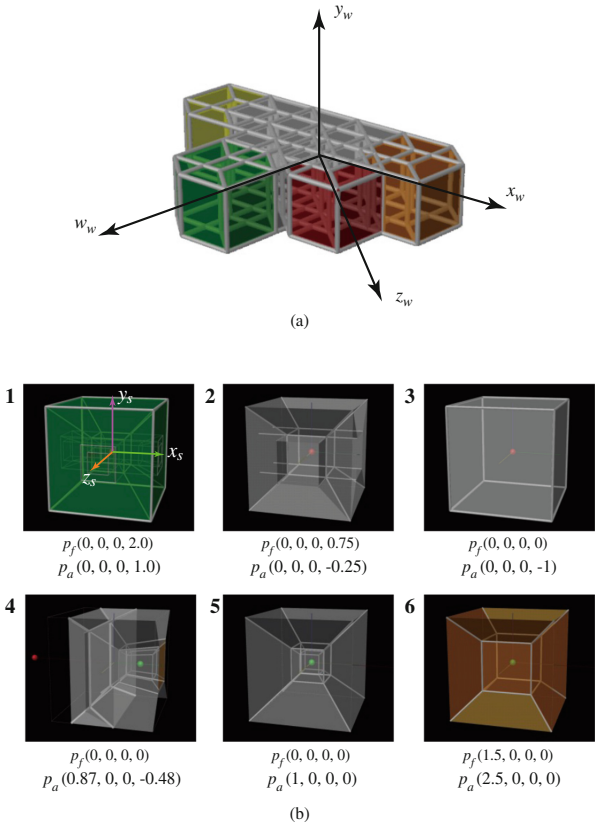 y_w
w_w
x_w
z_w
(a)
1 2 3
y_s
x_s
z_s
p_f(0, 0, 0, 2.0) p_f(0, 0, 0, 0.75) p_f(0, 0, 0, 0)
p_a(0, 0, 0, 1.0) p_a(0, 0, 0, -0.25) p_a(0, 0, 0, -1)
4 5 6
p_f(0, 0, 0, 0) p_f(0, 0, 0, 0) p_f(1.5, 0, 0, 0)
p_a(0.87, 0, 0, -0.48) p_a(1, 0, 0, 0) p_a(2.5, 0, 0, 0)
(b)